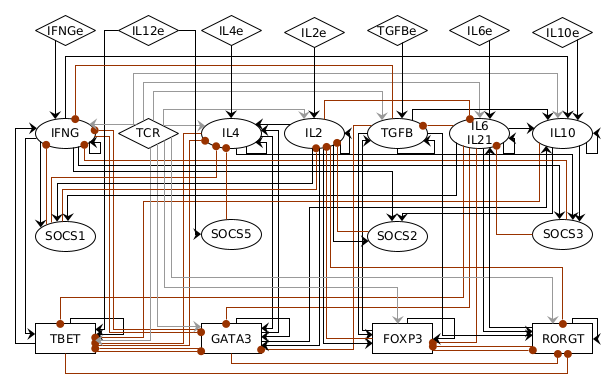 IFNGe IL12e IL4e IL2e TGFBe IL6e IL10e
IFNG TCR IL4 IL2 TGFB IL6 IL21 IL10
SOCS1 SOCS5 SOCS2 SOCS3
TBET GATA3 FOXP3 RORGT